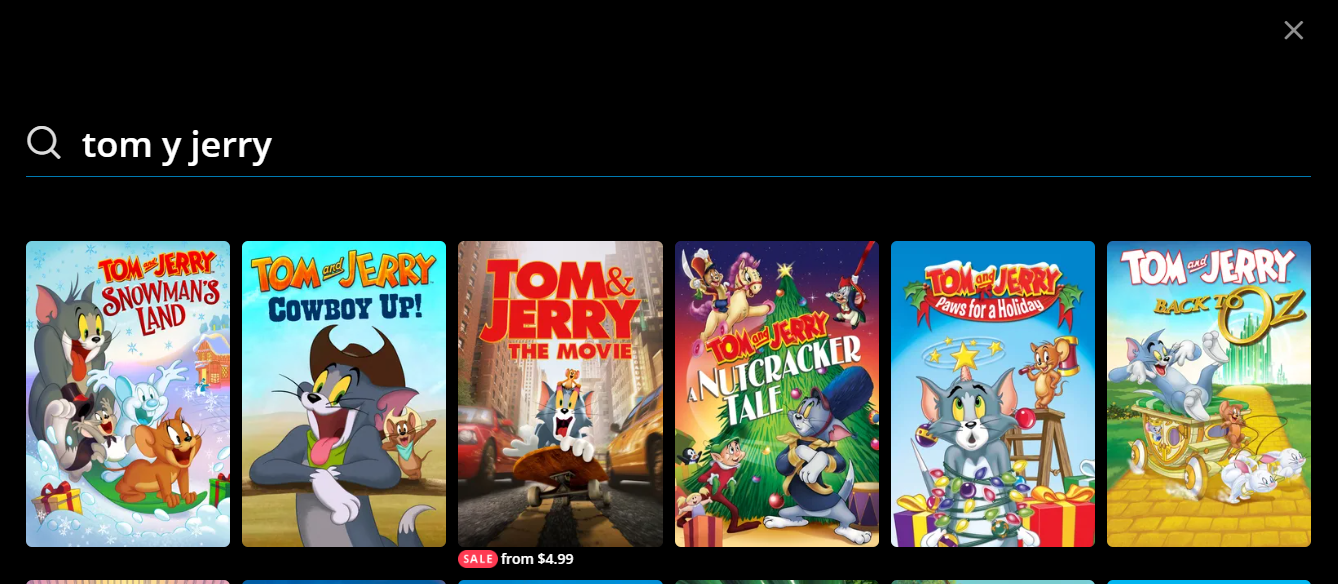 tom y jerry
TOM and JERRY
SNOWMAN'S
LAND
TOM and JERRY
COWBOY UP!
TOM&
JERRY
THE MOVIE
TOM and JERRY
A NUTCRACKER
TALE
TOM and JERRY
Paws for a Holiday
TOM and JERRY
BACK TO OZ
SALE from $4.99